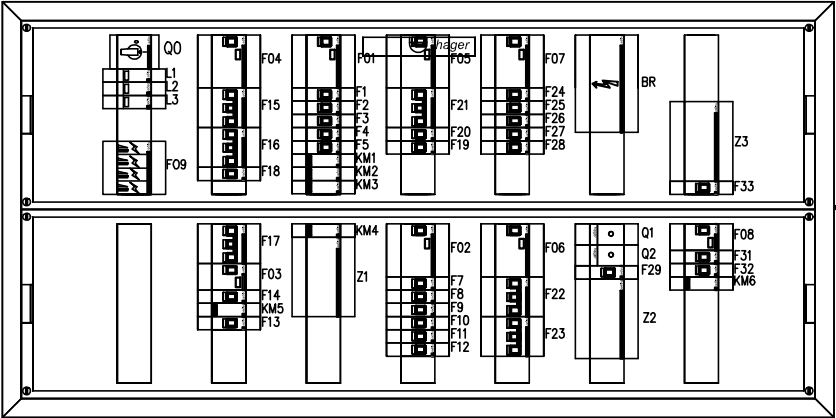 Q0
L1
L2
L3
F09
F04
F15
F16
F18
F01
F1
F2
F3
F4
F5
KM1
KM2
KM3
hager
F05
F21
F20
F19
F07
F24
F25
F26
F27
F28
BR
Z3
F33
F17
F03
F14
KM5
F13
KM4
Z1
F02
F7
F8
F9
F10
F11
F12
F06
F22
F23
Q1
Q2
F29
Z2
F08
F31
F32
KM6